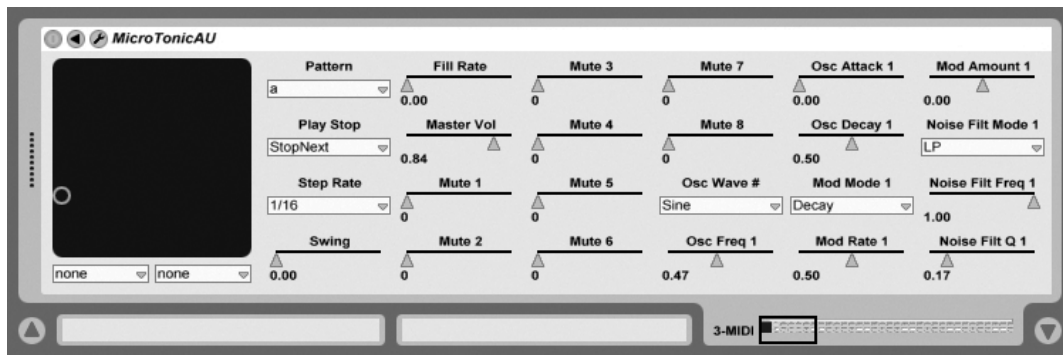 MicroTonicAU
Pattern Fill Rate Mute 3 Mute 7 Osc Attack 1 Mod Amount 1
a 0.00 0 0 0.00 0.00
Play Stop Master Vol Mute 4 Mute 8 Osc Decay 1 Noise Filt Mode 1
StopNext 0.84 0 0 0.50 LP
Step Rate Mute 1 Mute 5 Osc Wave # Mod Mode 1 Noise Filt Freq 1
1/16 0 0 Sine Decay 1.00
Swing Mute 2 Mute 6 Osc Freq 1 Mod Rate 1 Noise Filt Q 1
none none 0.00 0 0 0.47 0.50 0.17
3-MIDI